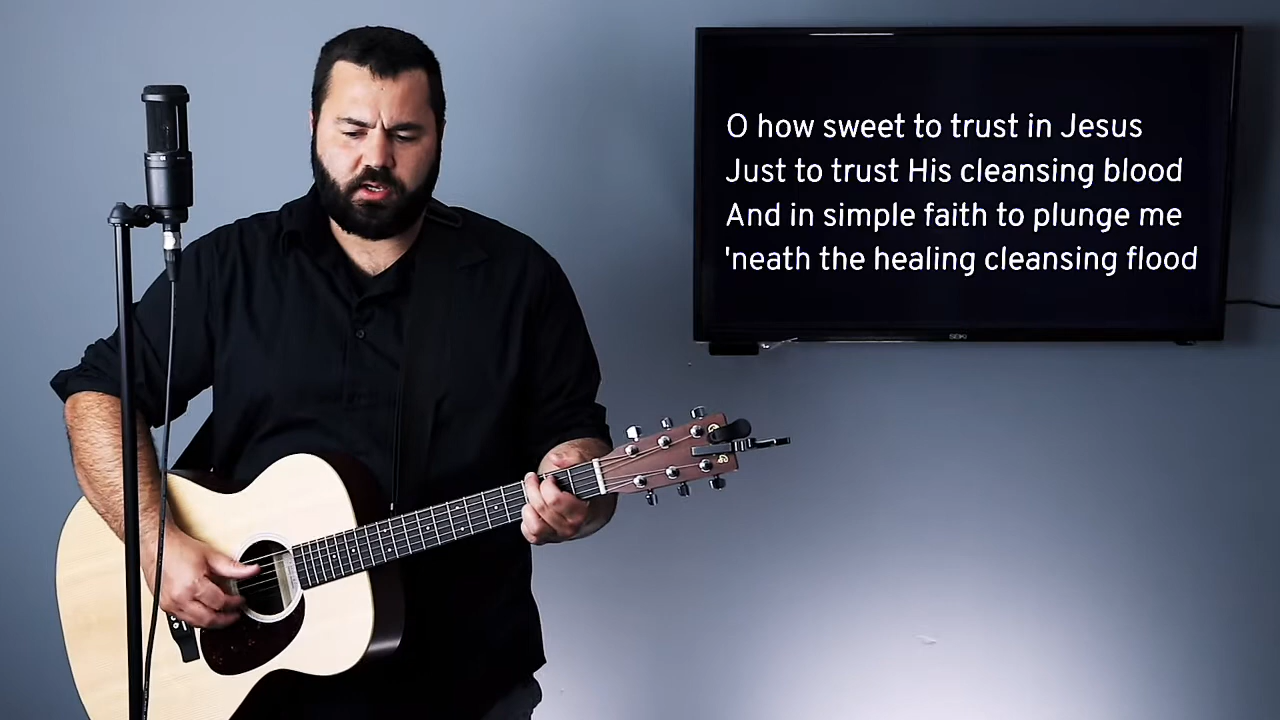 O how sweet to trust in Jesus
Just to trust His cleansing blood
And in simple faith to plunge me
'neath the healing cleansing flood
SEIKI